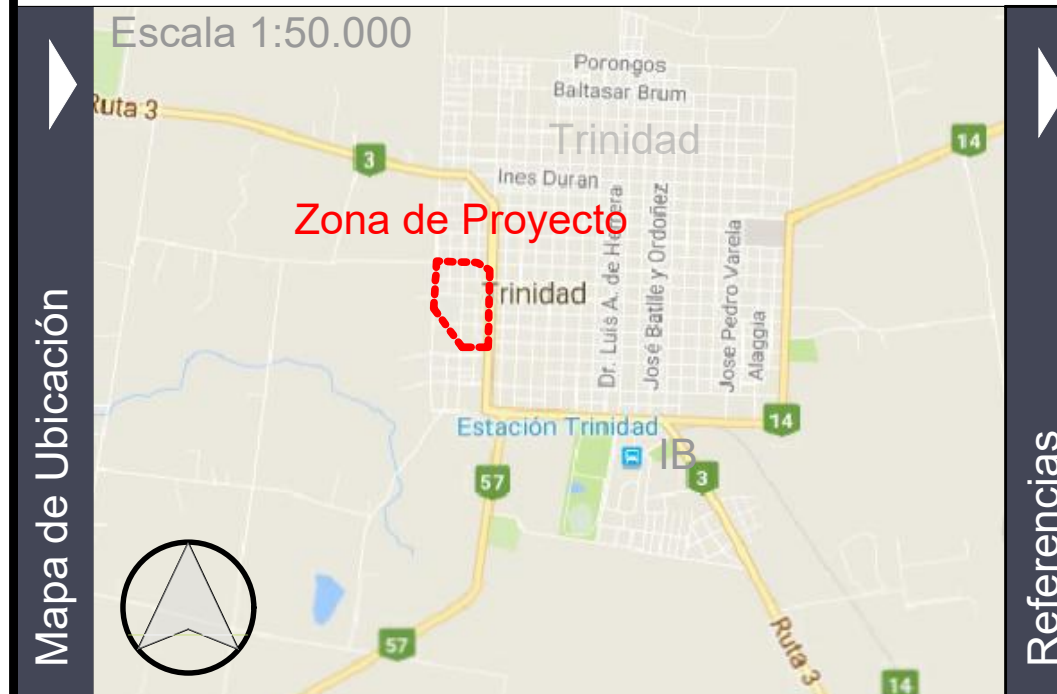 Escala 1:50.000
Porongos
Baltasar Brum
Ruta 3
Trinidad
14
3
Ines Duran
Zona de Proyecto
Dr. Luis A. de Herrera
José Batlle y Ordoñez
Jose Pedro Varela
Alaggia
Trinidad
14
Estación Trinidad
IB
3
57
57
Ruta 3
14
Mapa de Ubicación
Referencias